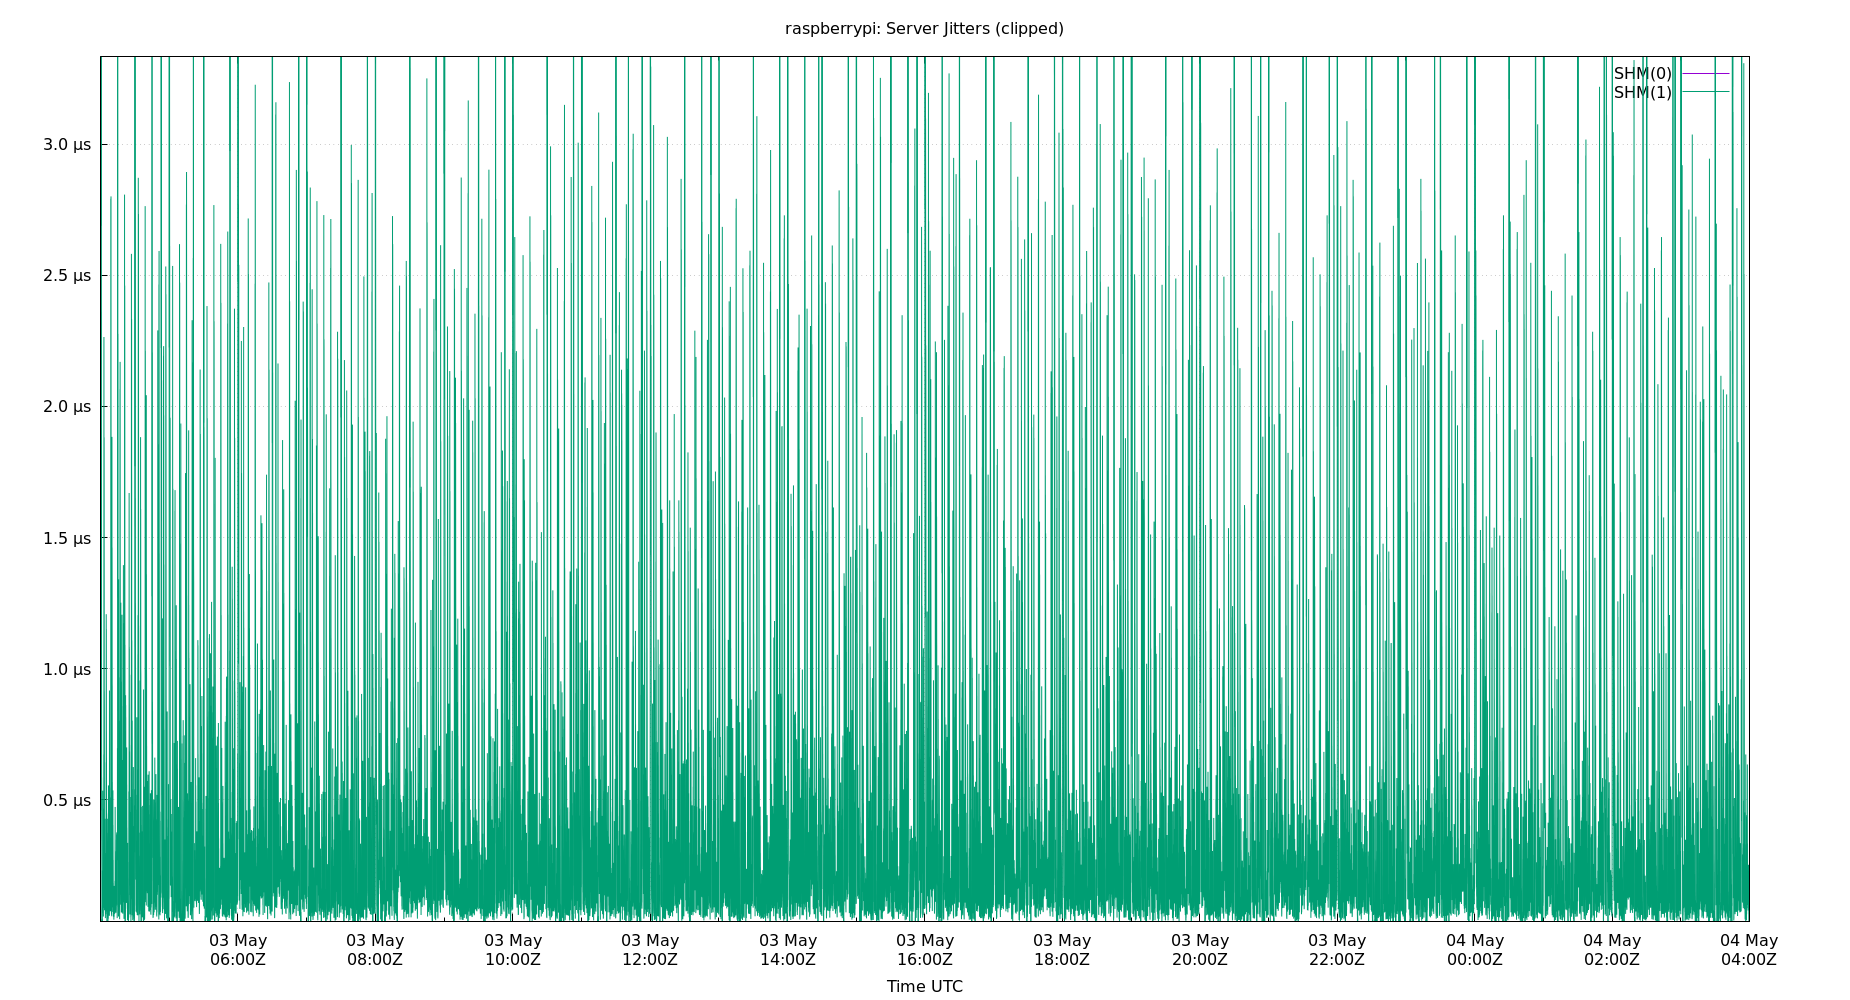 raspberrypi: Server Jitters (clipped)
SHM(0)
SHM(1)
3.0 µs
2.5 µs
2.0 µs
1.5 µs
1.0 µs
0.5 µs
03 May 03 May 03 May 03 May 03 May 03 May 03 May 03 May 03 May 04 May 04 May 04 May
06:00Z 08:00Z 10:00Z 12:00Z 14:00Z 16:00Z 18:00Z 20:00Z 22:00Z 00:00Z 02:00Z 04:00Z
Time UTC